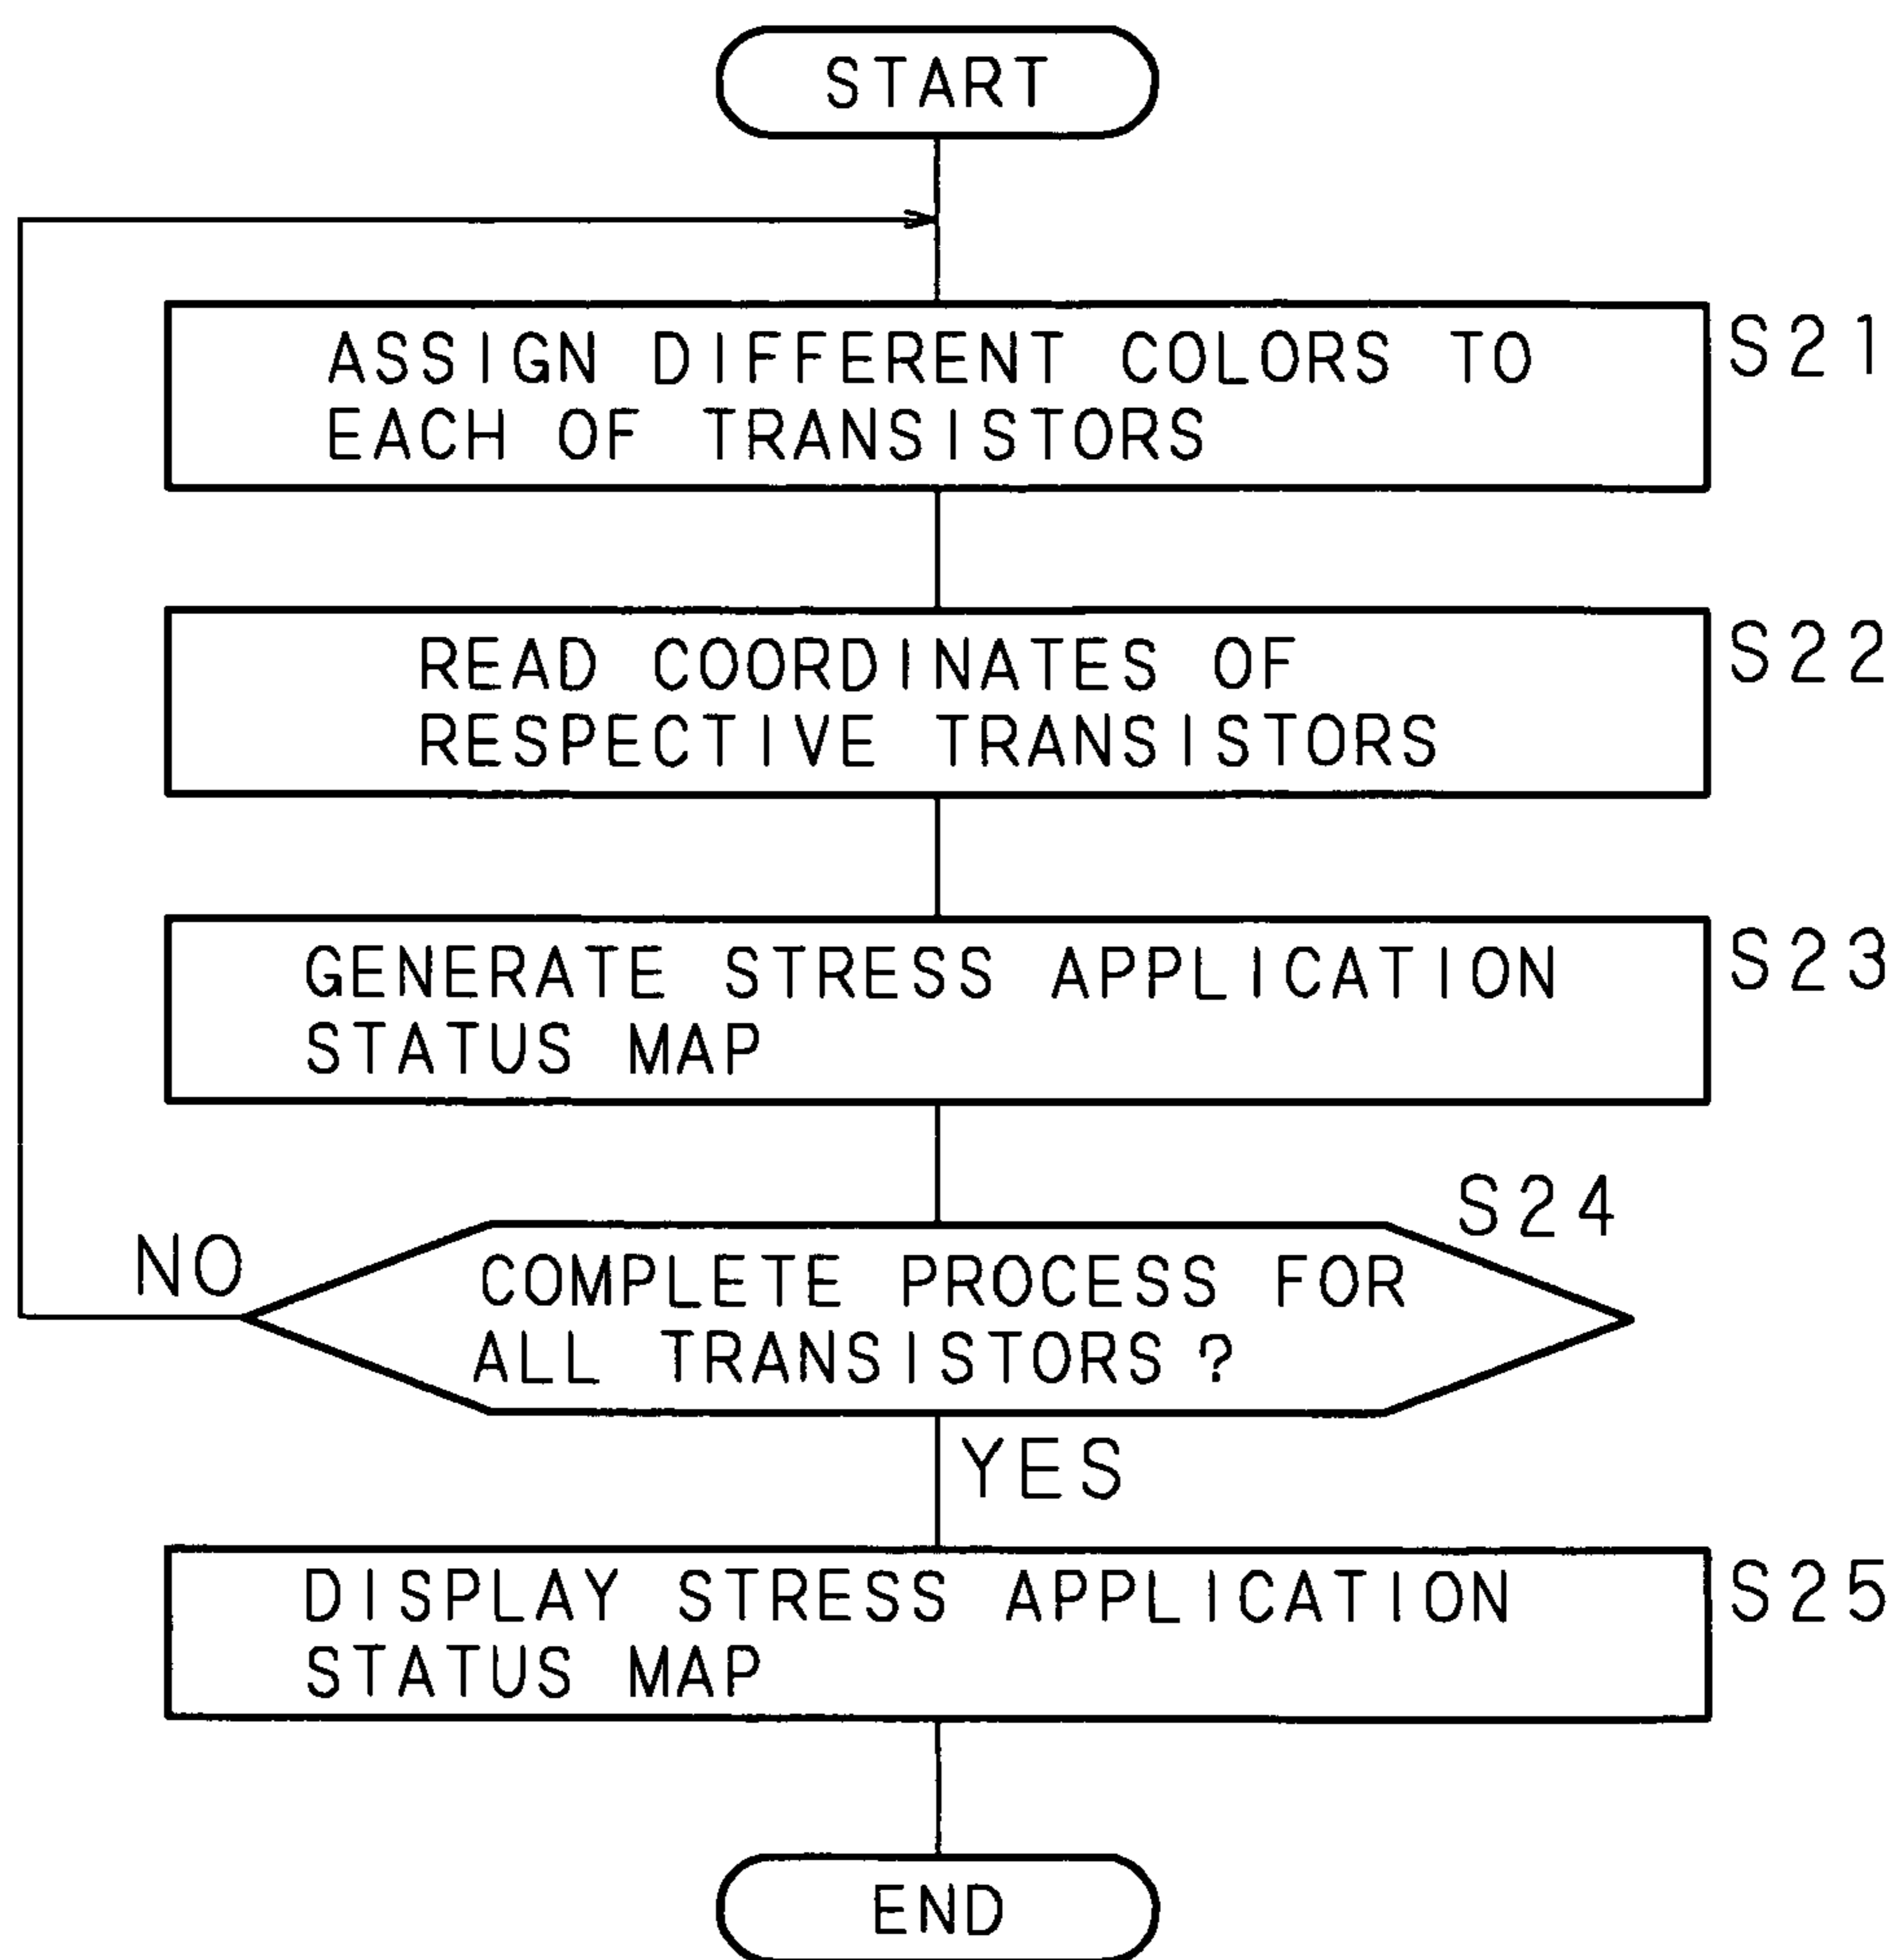 START
ASSIGN DIFFERENT COLORS TO
EACH OF TRANSISTORS
S21
READ COORDINATES OF
RESPECTIVE TRANSISTORS
S22
GENERATE STRESS APPLICATION
STATUS MAP
S23
S24
NO
COMPLETE PROCESS FOR
ALL TRANSISTORS ?
YES
DISPLAY STRESS APPLICATION
STATUS MAP
S25
END